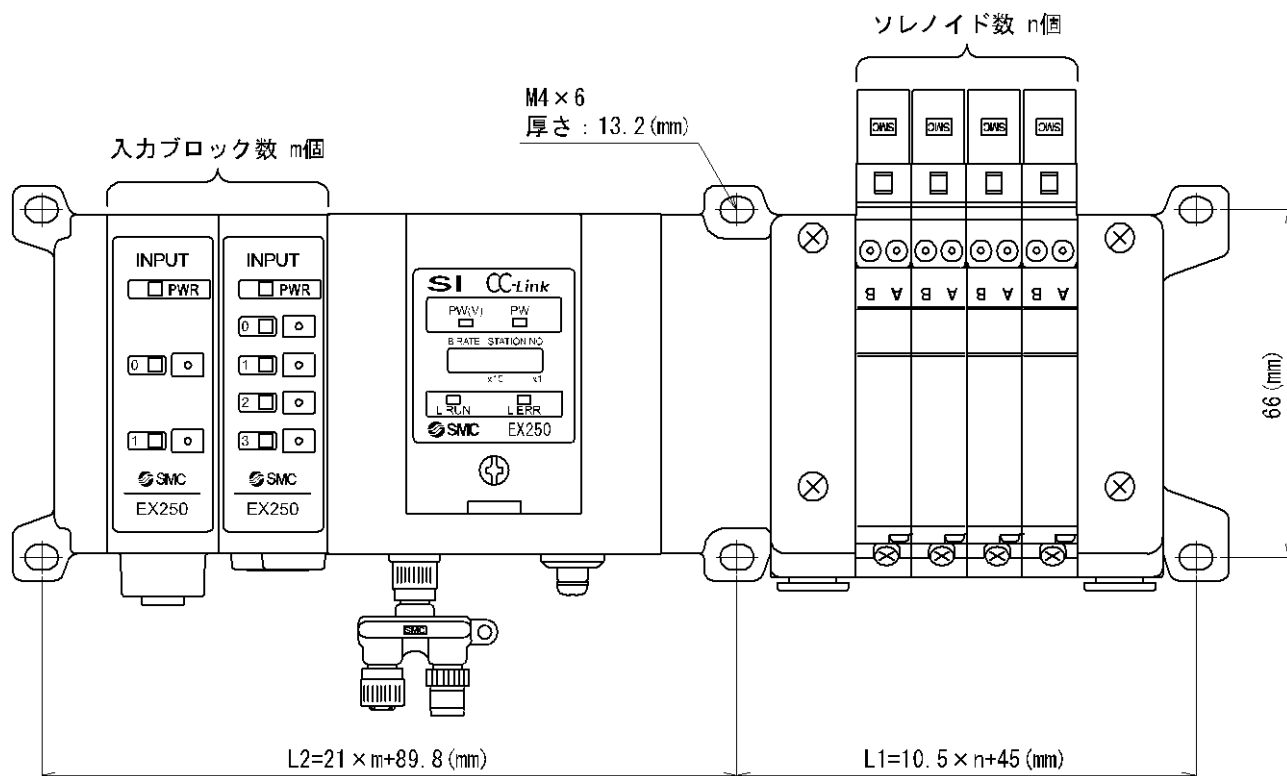 ソレノイド数 n個
M4×6
厚さ：13.2(mm)
入力ブロック数 m個
SMC SMC SMC SMC
INPUT
PWR
0
1
SMC
EX250
INPUT
PWR
0
1
2
3
SMC
EX250
SI CC-Link
PW(V) PW
B RATE STATION NO
x10 x1
L RUN L ERR
SMC EX250
B A B A B A B A
66(mm)
SMC
L2=21×m+89.8(mm)
L1=10.5×n+45(mm)